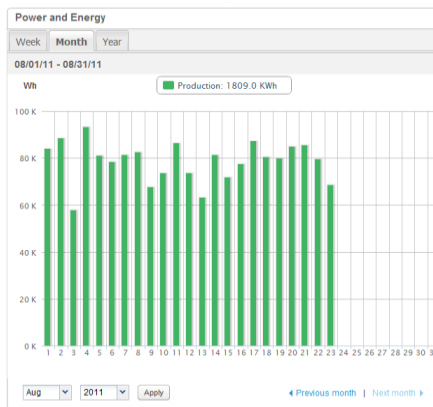 Power and Energy
Week Month Year
08/01/11 - 08/31/11
Wh
Production: 1809.0 KWh
100 K
80 K
60 K
40 K
20 K
0 K
1 2 3 4 5 6 7 8 9 10 11 12 13 14 15 16 17 18 19 20 21 22 23 24 25 26 27 28 29 30 3
Aug 2011 Apply Previous month | Next month